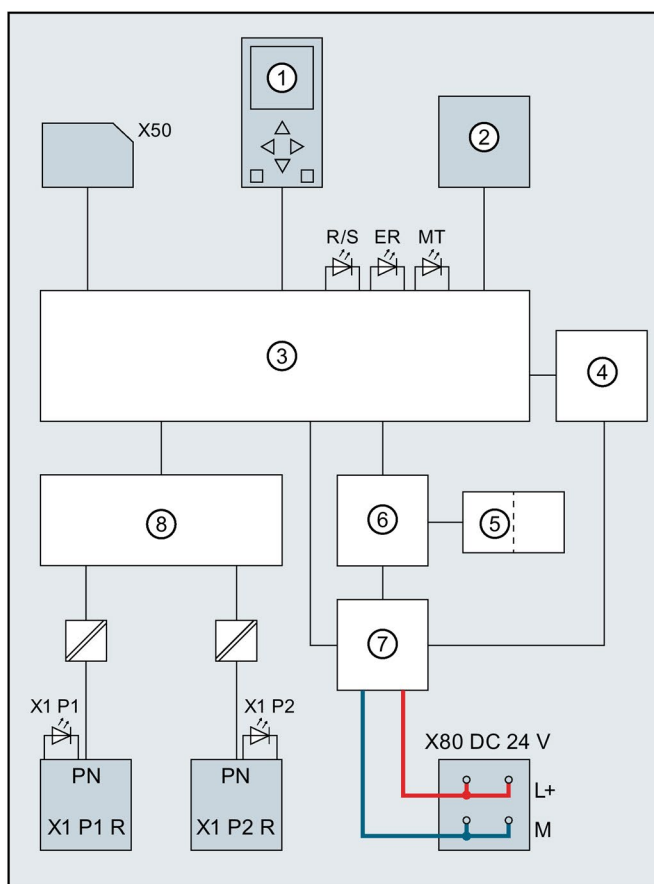 ①
②
X50
R/S ER MT
③
④
⑧
⑥
⑤
⑦
X1 P1
X1 P2
X80 DC 24 V
PN
PN
L+
X1 P1 R
X1 P2 R
M